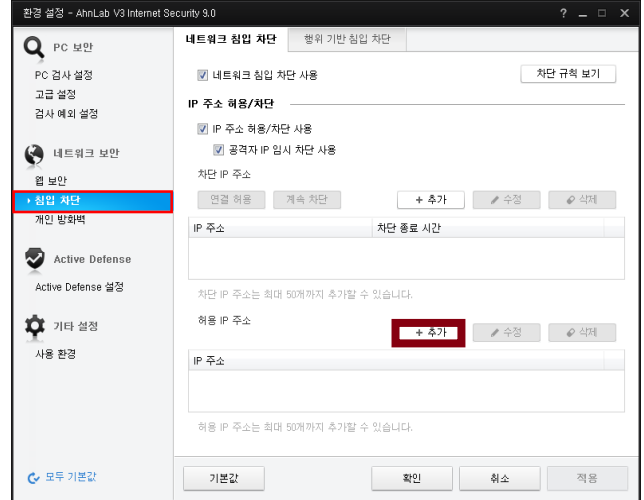 환경 설정 - AhnLab V3 Internet Security 9.0
PC 보안
PC 검사 설정
고급 설정
검사 예외 설정
네트워크 보안
웹 보안
침입 차단
개인 방화벽
Active Defense
Active Defense 설정
기타 설정
사용 환경
모두 기본값
네트워크 침입 차단 행위 기반 침입 차단
네트워크 침입 차단 사용 차단 규칙 보기
IP 주소 허용/차단
IP 주소 허용/차단 사용
공격자 IP 임시 차단 사용
차단 IP 주소
연결 허용 계속 차단 + 추가 수정 삭제
IP 주소 차단 종료 시간
차단 IP 주소는 최대 50개까지 추가할 수 있습니다.
허용 IP 주소
+ 추가 수정 삭제
IP 주소
허용 IP 주소는 최대 50개까지 추가할 수 있습니다.
기본값 확인 취소 적용